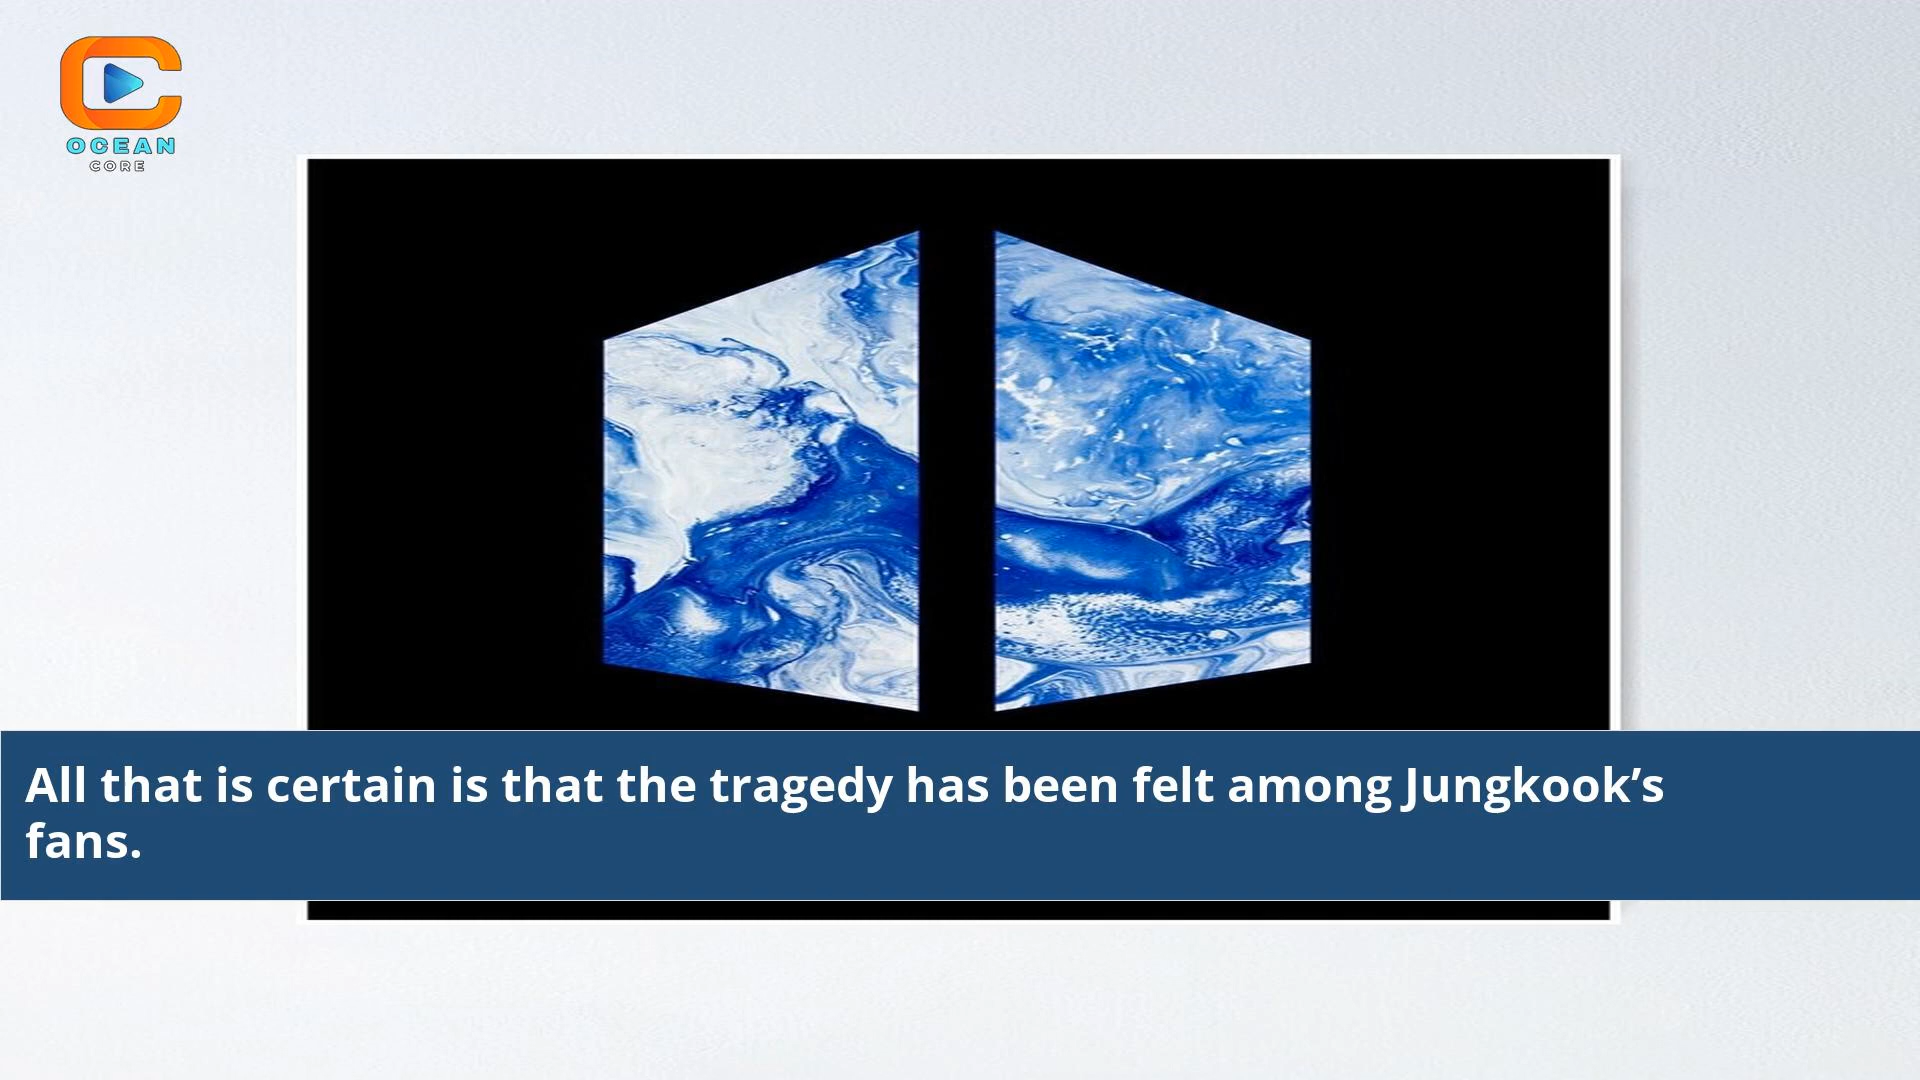 OCEAN
CORE
All that is certain is that the tragedy has been felt among Jungkook’s
fans.